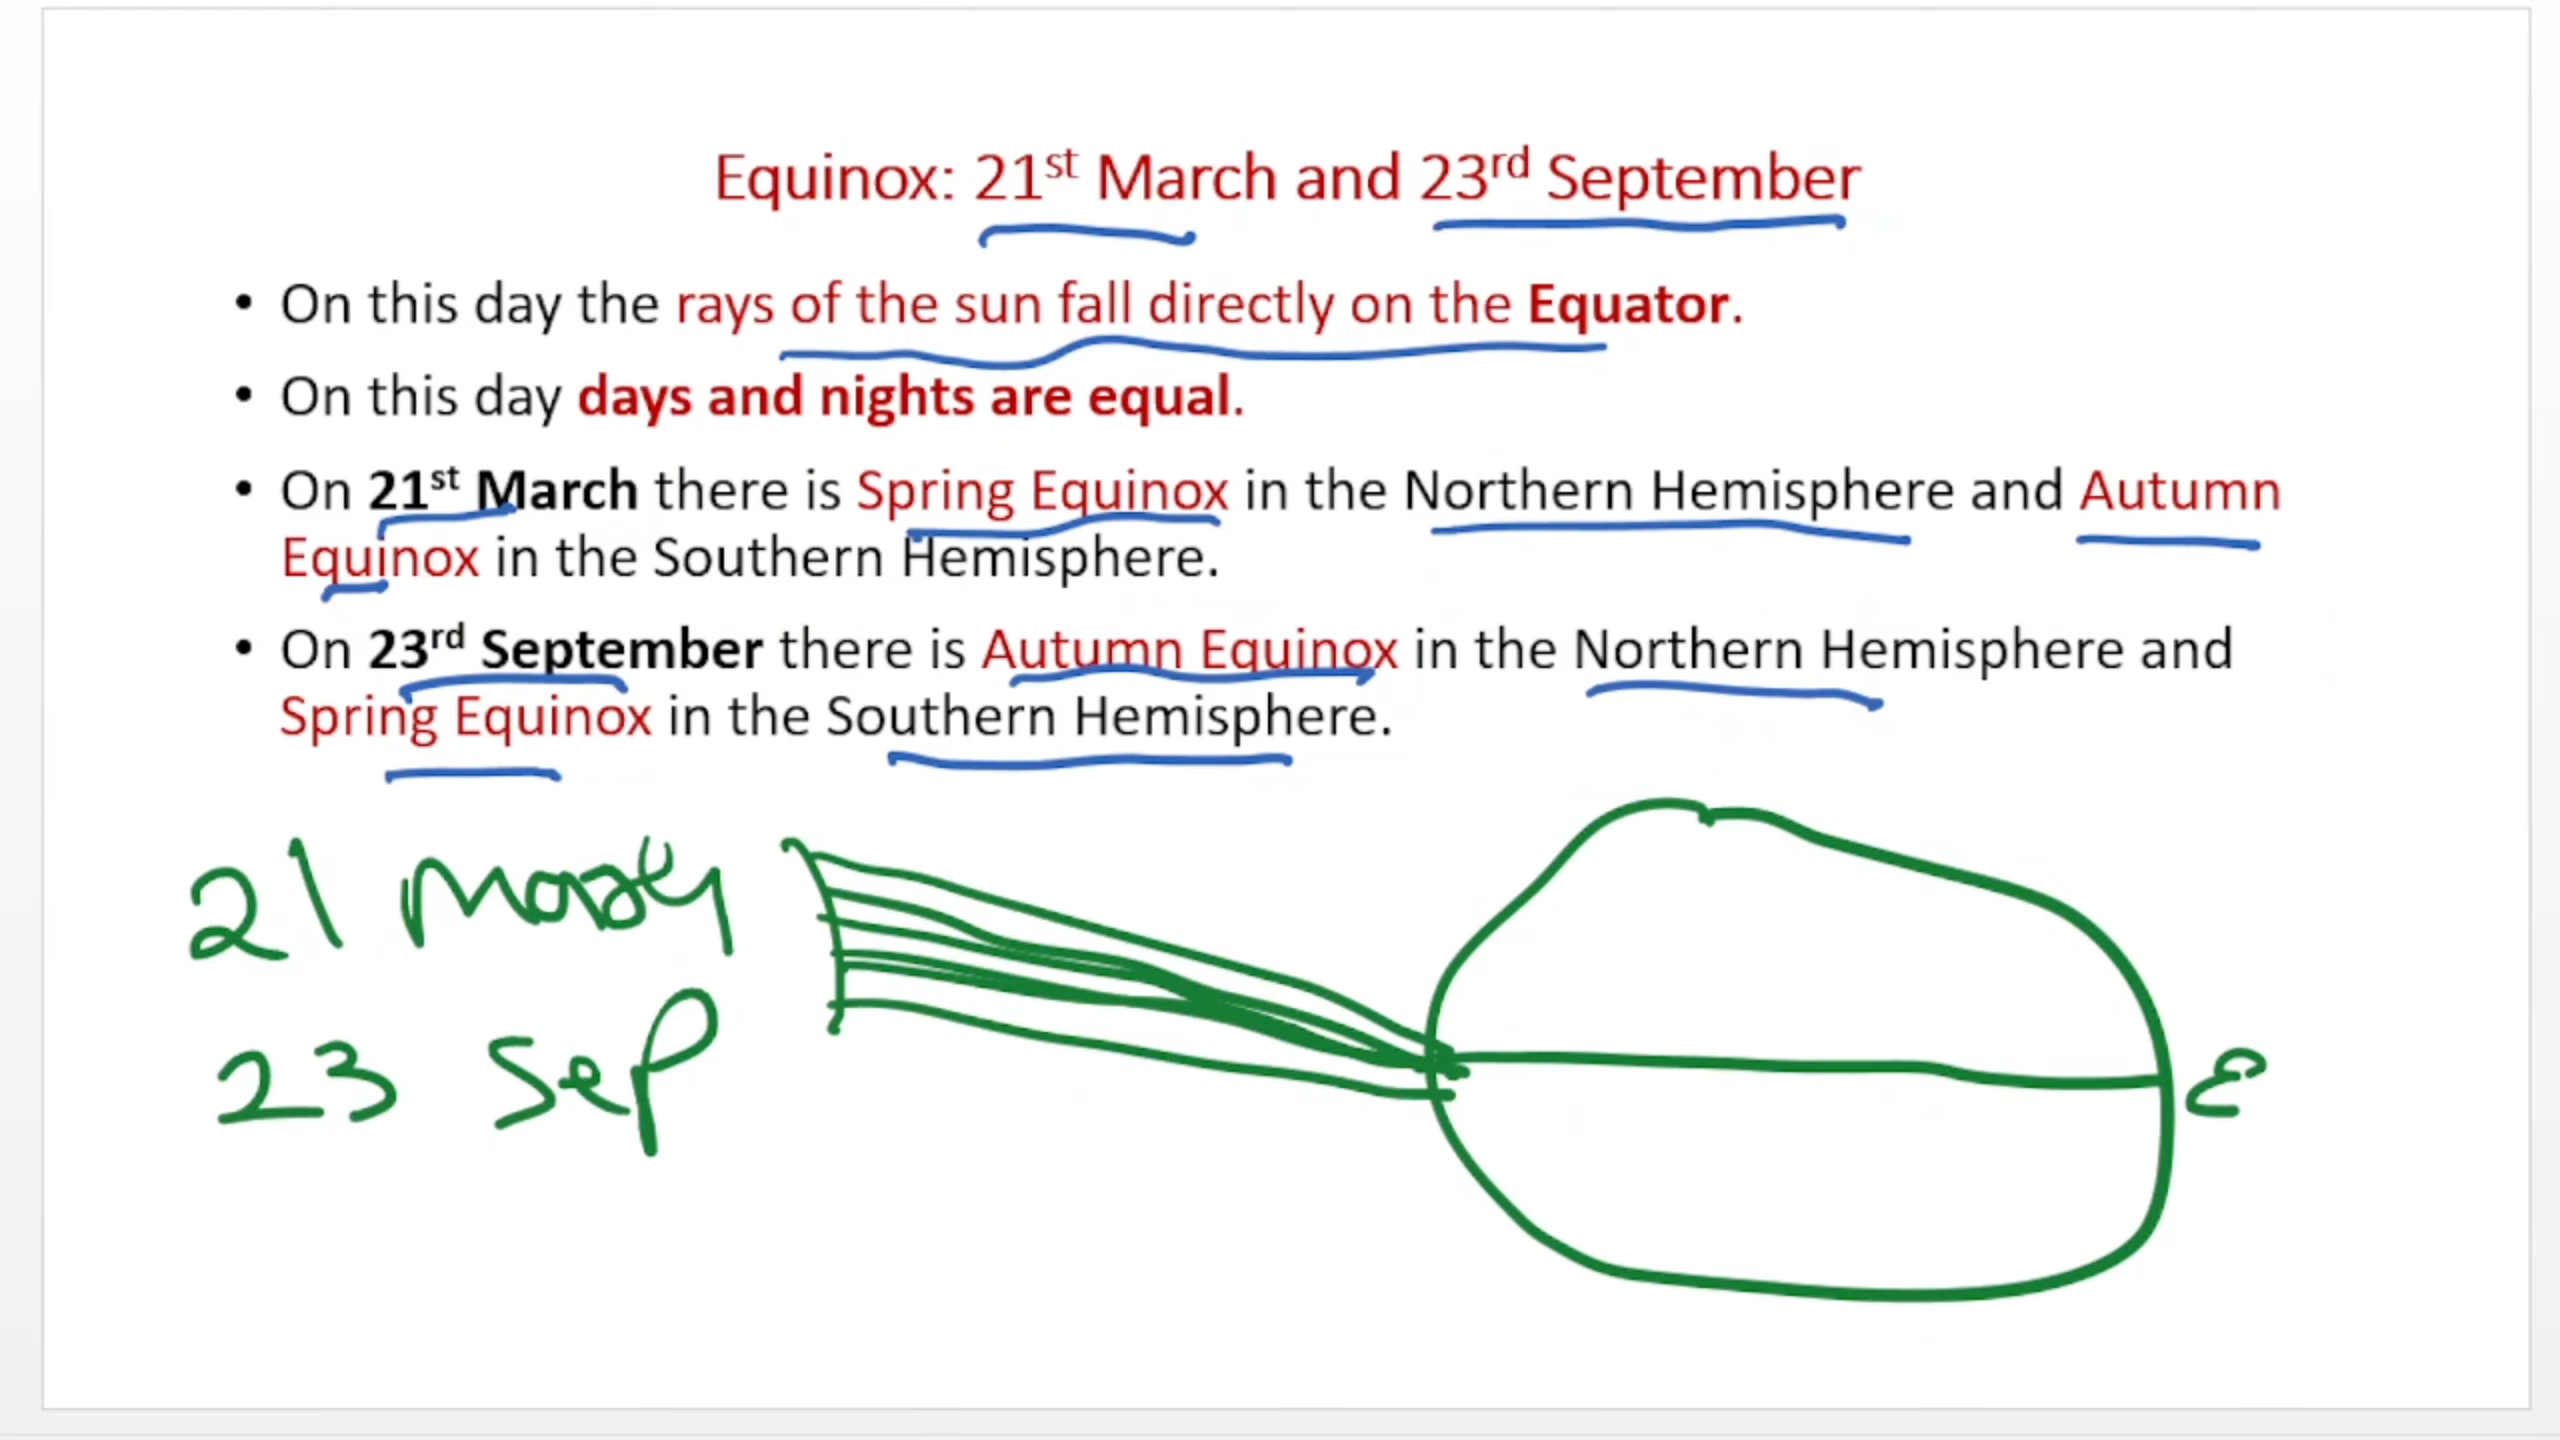 Equinox: 21st March and 23rd September
• On this day the rays of the sun fall directly on the Equator.
• On this day days and nights are equal.
• On 21st March there is Spring Equinox in the Northern Hemisphere and Autumn
Equinox in the Southern Hemisphere.
• On 23rd September there is Autumn Equinox in the Northern Hemisphere and
Spring Equinox in the Southern Hemisphere.
21
23 Sep
E